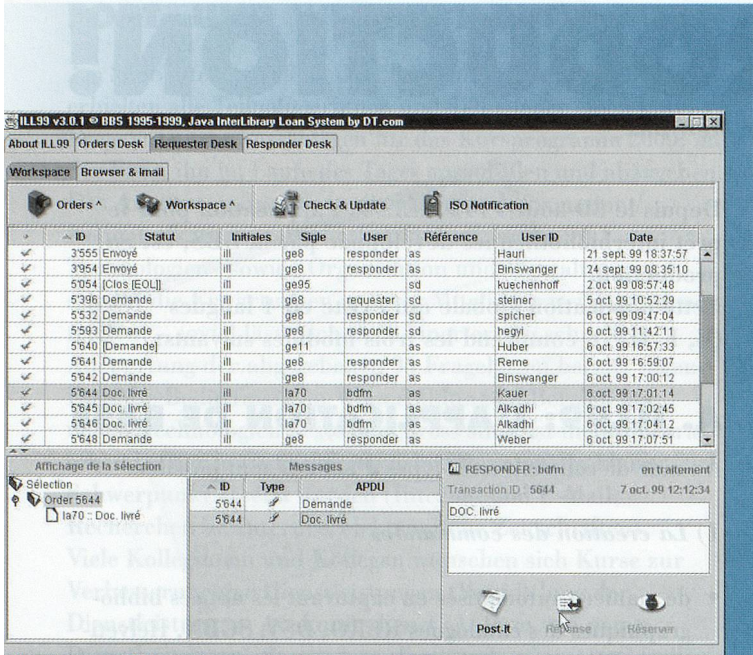 ILL99 v3.0.1 © BBS 1995-1999, Java InterLibrary Loan System by DT.com
About ILL99 Orders Desk Requester Desk Responder Desk
Workspace Browser & Imail
Orders ^ Workspace ^ Check & Update ISO Notification
ID Statut Initiales Sigle User Référence User ID Date
3'555 Envoyé ill ge8 responder as Hauri 21 sept. 99 18:37:57
3'954 Envoyé ill ge8 responder as Binswanger 24 sept. 99 08:35:10
5'054 [Clos [EOL]] ill ge95 sd kuechenhoff 2 oct. 99 08:57:48
5'396 Demande ill ge8 requester sd steiner 5 oct. 99 10:52:29
5'532 Demande ill ge8 responder sd spicher 6 oct. 99 09:47:04
5'593 Demande ill ge8 responder sd hegyi 6 oct. 99 11:42:11
5'640 [Demande] ill ge11 as Huber 6 oct. 99 16:57:33
5'641 Demande ill ge8 responder as Reme 6 oct. 99 16:59:07
5'642 Demande ill ge8 responder as Binswanger 6 oct. 99 17:00:12
5'644 Doc. livré ill la70 bdfm as Kauer 6 oct. 99 17:01:14
5'645 Doc. livré ill la70 bdfm as Alkadhi 6 oct. 99 17:02:45
5'646 Doc. livré ill la70 bdfm as Alkadhi 6 oct. 99 17:04:12
5'648 Demande ill ge8 responder as Weber 6 oct. 99 17:07:51
Affichage de la sélection
Sélection
Order 5644
la70 - Doc. livré
Messages
ID Type APDU
5'644 Demande
5'644 Doc. livré
RESPONDER : bdfm en traitement
Transaction ID : 5644 7 oct. 99 12:12:34
DOC. livré
Post-It Réponse Réserver